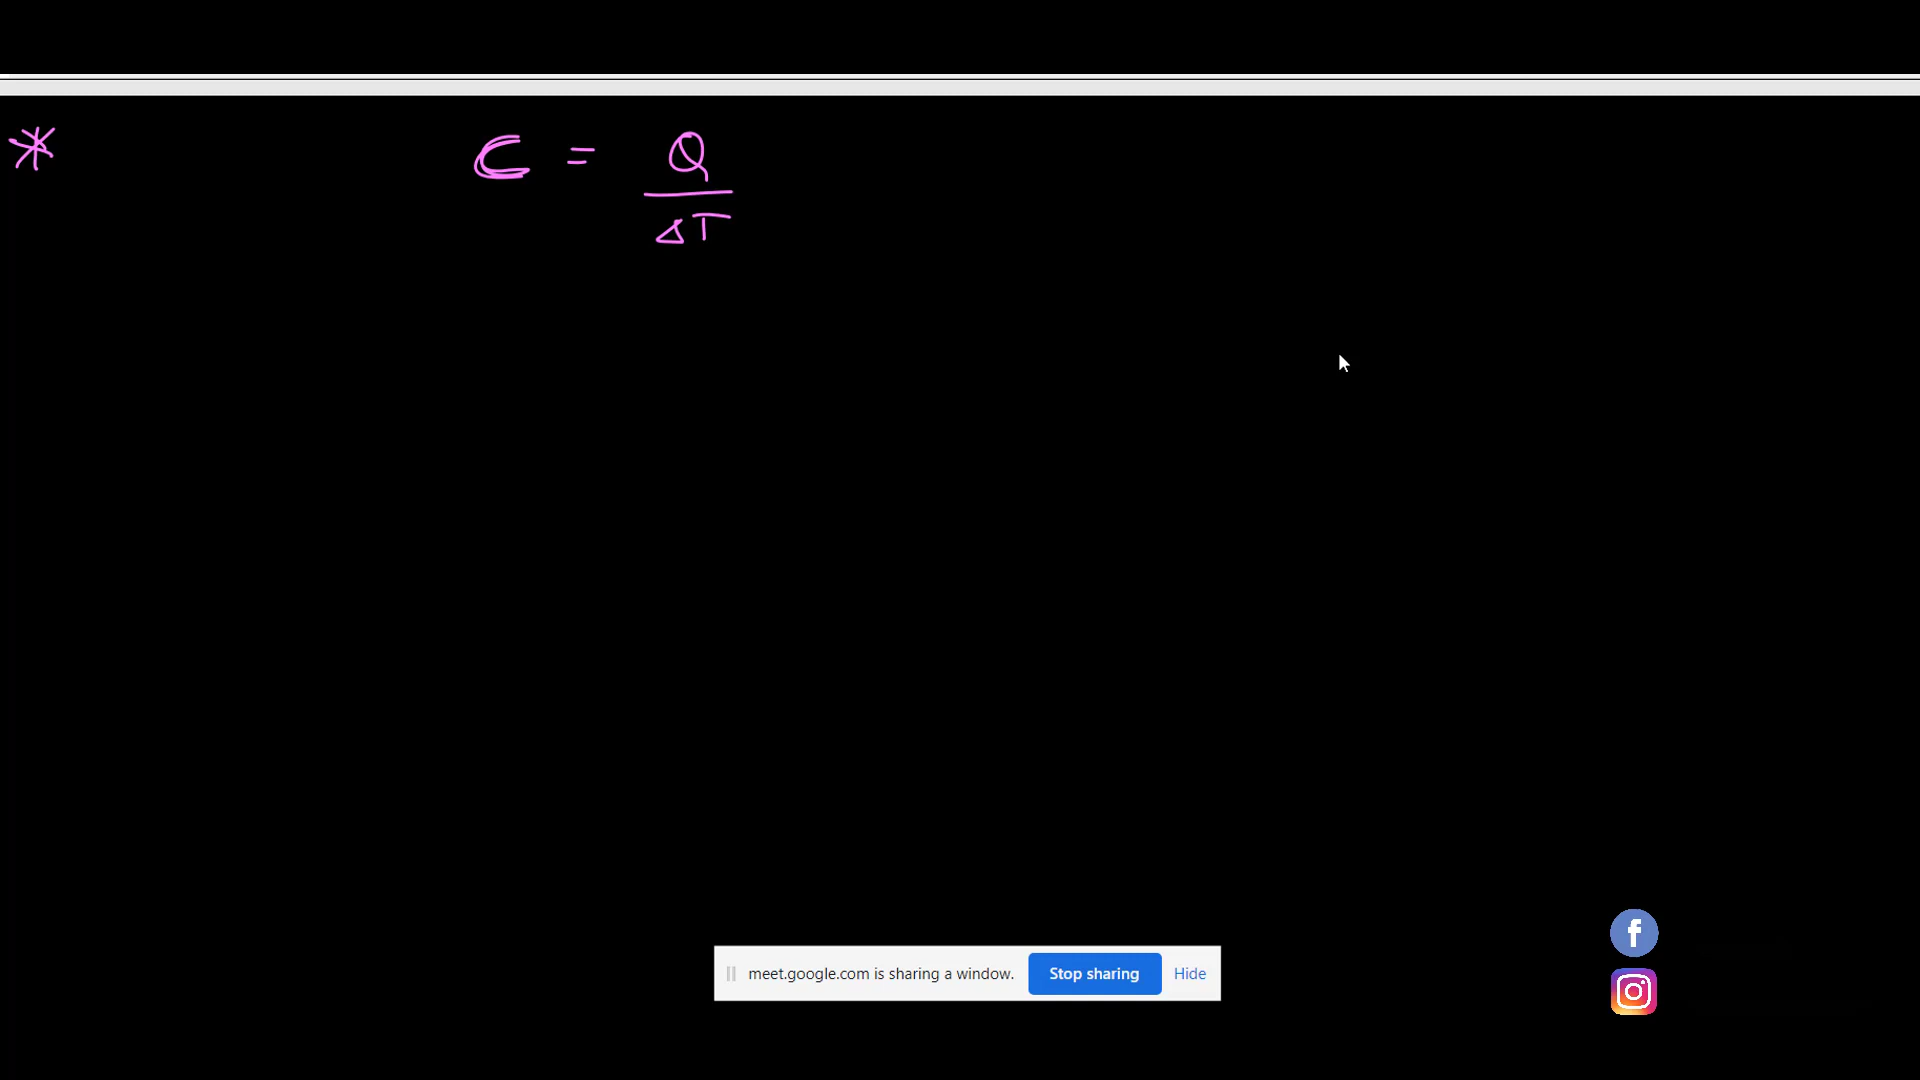 * C = Q
ΔT
meet.google.com is sharing a window. Stop sharing Hide